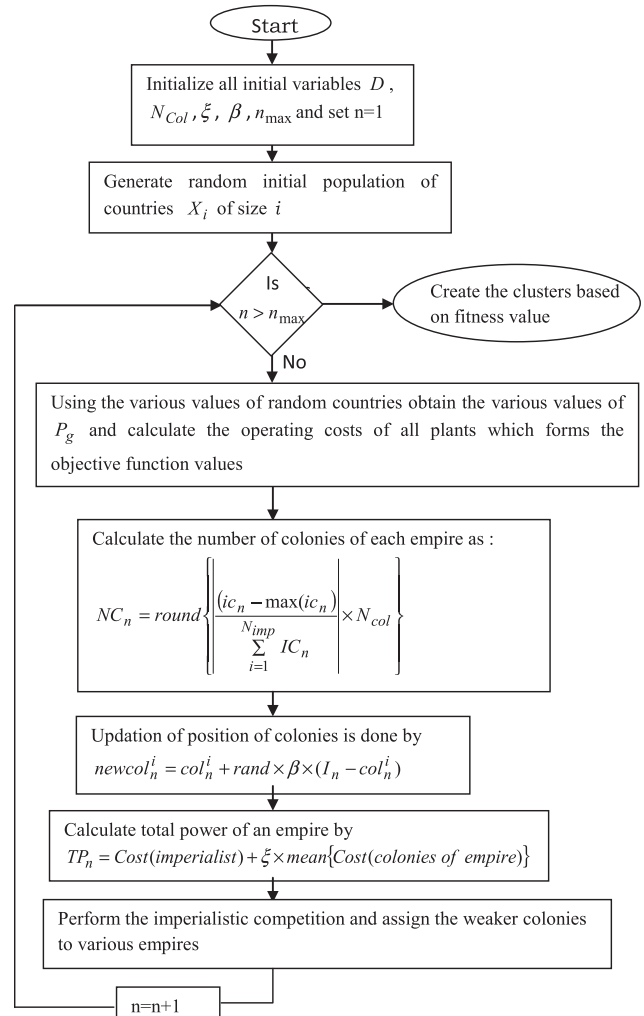 Start
Initialize all initial variables D ,
N_Col , ξ , β , n_max and set n=1
Generate random initial population of
countries X_i of size i
Is
n > n_max
Create the clusters based
on fitness value
No
Using the various values of random countries obtain the various values of
P_g and calculate the operating costs of all plants which forms the
objective function values
Calculate the number of colonies of each empire as :
NC_n = round{|(ic_n − max(ic_n) / Σ_{i=1}^{N_imp} IC_n| × N_col}
Updation of position of colonies is done by
newcol_n^i = col_n^i + rand × β × (I_n − col_n^i)
Calculate total power of an empire by
TP_n = Cost(imperialist) + ξ × mean{Cost(colonies of empire)}
Perform the imperialistic competition and assign the weaker colonies
to various empires
n=n+1